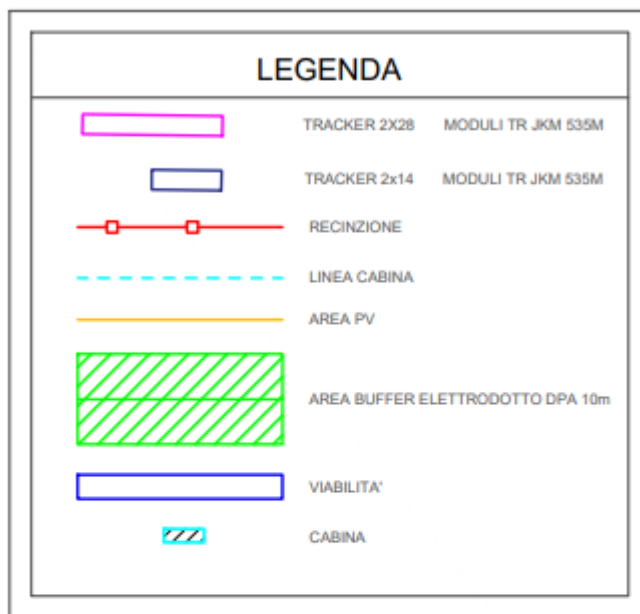 LEGENDA
TRACKER 2X28 MODULI TR JKM 535M
TRACKER 2x14 MODULI TR JKM 535M
RECINZIONE
LINEA CABINA
AREA PV
AREA BUFFER ELETTRODOTTO DPA 10m
VIABILITA'
CABINA